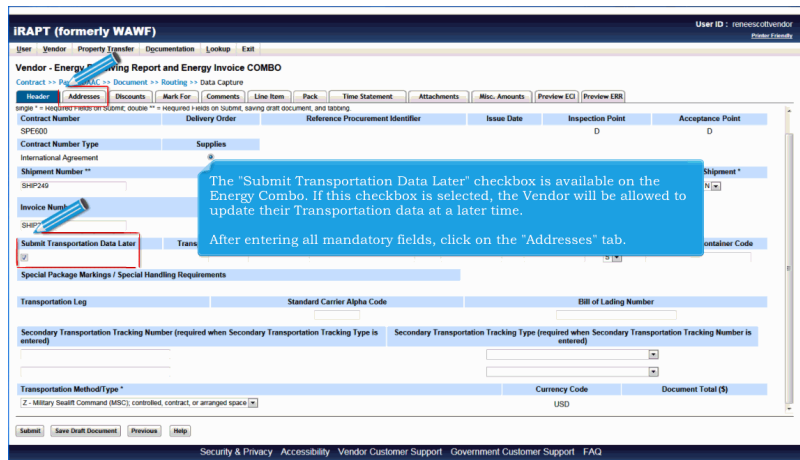 User ID : reneescottvendor
iRAPT (formerly WAWF)
Printer Friendly
User Vendor Property Transfer Documentation Lookup Exit
Vendor - Energy Receiving Report and Energy Invoice COMBO
Contract >> Pay DoDAAC >> Document >> Routing >> Data Capture
Header Addresses Discounts Mark For Comments Line Item Pack Time Statement Attachments Misc. Amounts Preview ECI Preview ERR
Single * = Required Fields on Submit; double ** = Required Fields on Submit, saving draft document, and tabbing.
Contract Number Delivery Order Reference Procurement Identifier Issue Date Inspection Point Acceptance Point
SPE600 D D
Contract Number Type Supplies
International Agreement
Shipment Number ** Shipment *
SHIP249 N
The "Submit Transportation Data Later" checkbox is available on the
Energy Combo. If this checkbox is selected, the Vendor will be allowed to
update their Transportation data at a later time.
After entering all mandatory fields, click on the "Addresses" tab.
Invoice Number
Submit Transportation Data Later Container Code
S
Special Package Markings / Special Handling Requirements
Transportation Leg Standard Carrier Alpha Code Bill of Lading Number
Secondary Transportation Tracking Number (required when Secondary Transportation Tracking Type is
entered)
Secondary Transportation Tracking Type (required when Secondary Transportation Tracking Number is
entered)
Transportation Method/Type * Currency Code Document Total ($)
Z - Military Sealift Command (MSC); controlled, contract, or arranged space USD
Submit Save Draft Document Previous Help
Security & Privacy Accessibility Vendor Customer Support Government Customer Support FAQ